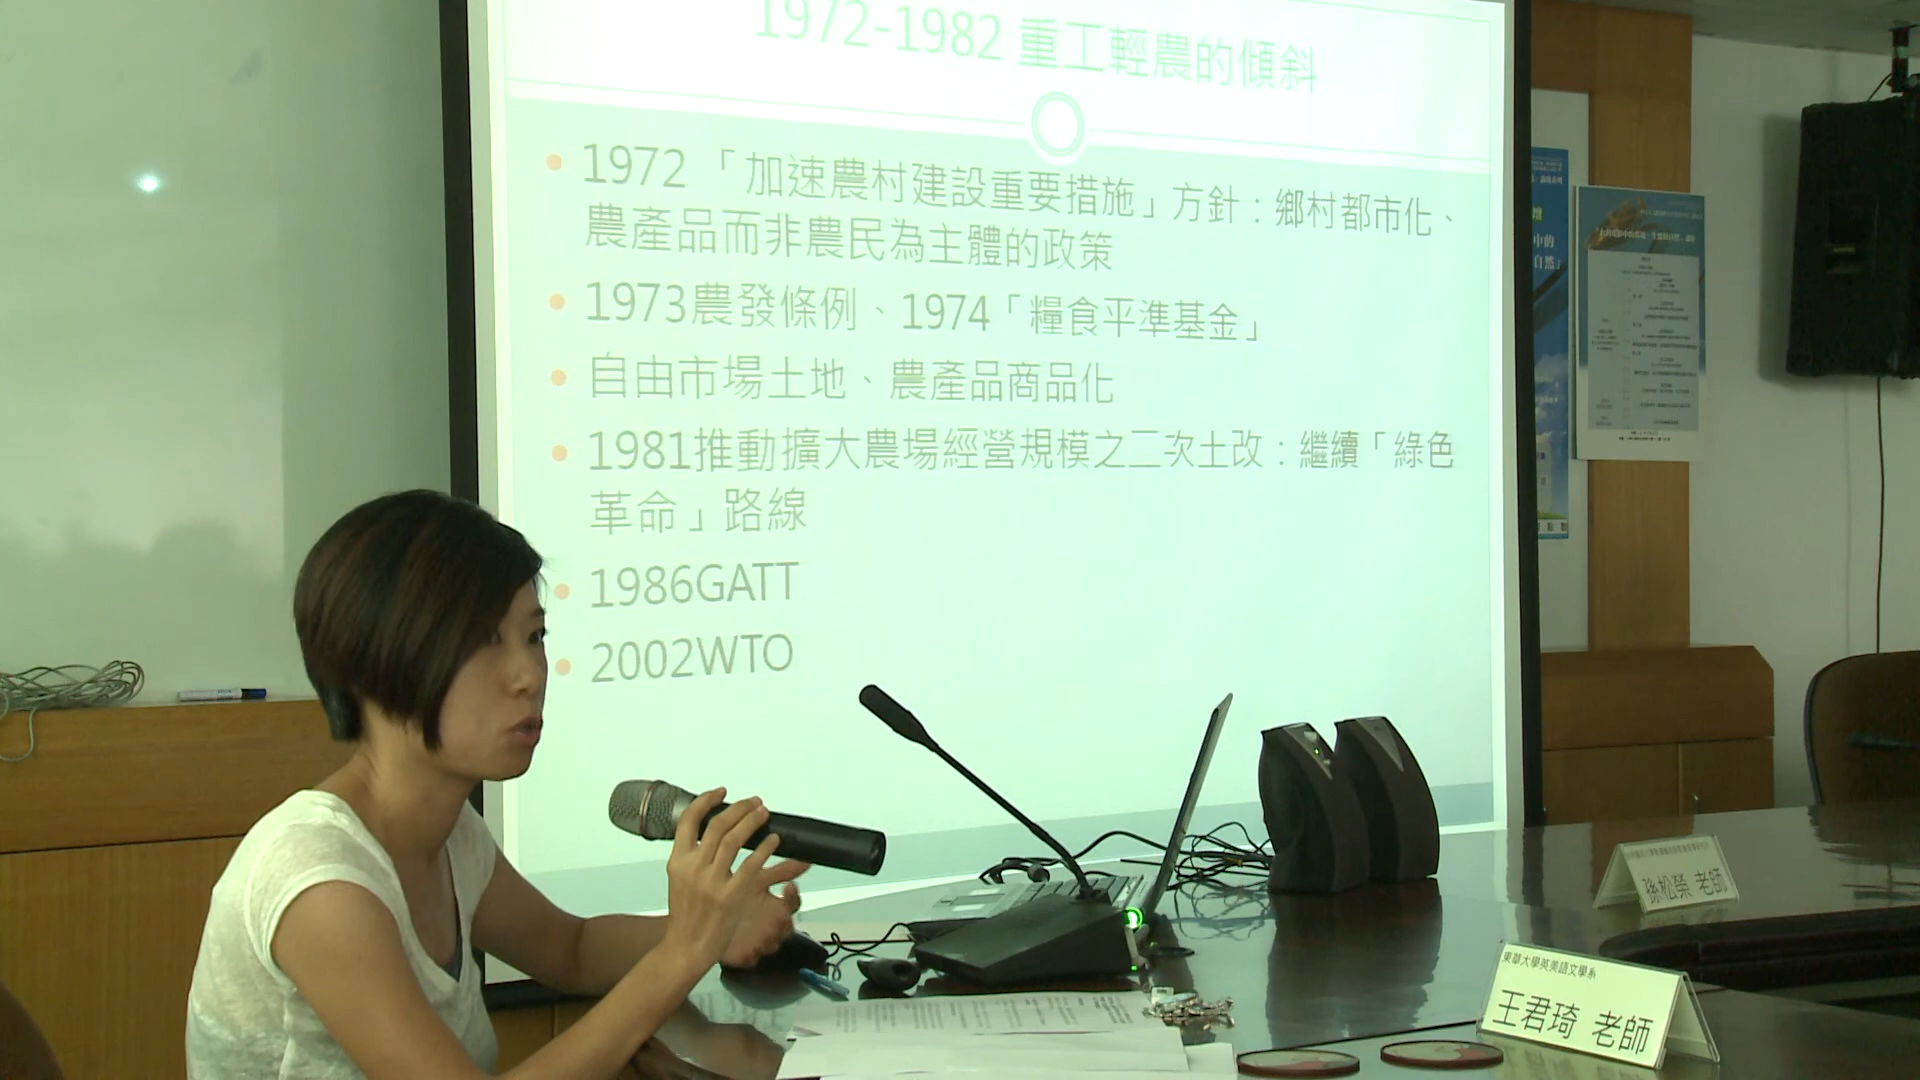 1972-1982 重工輕農的傾斜
1972 「加速農村建設重要措施」方針：鄉村都市化、
農產品而非農民為主體的政策
1973農發條例、1974「糧食平準基金」
自由市場土地、農產品商品化
1981推動擴大農場經營規模之二次土改：繼續「綠色
革命」路線
1986GATT
2002WTO
中的
自然」
孫松榮 老師
東華大學英美語文學系
王君琦 老師